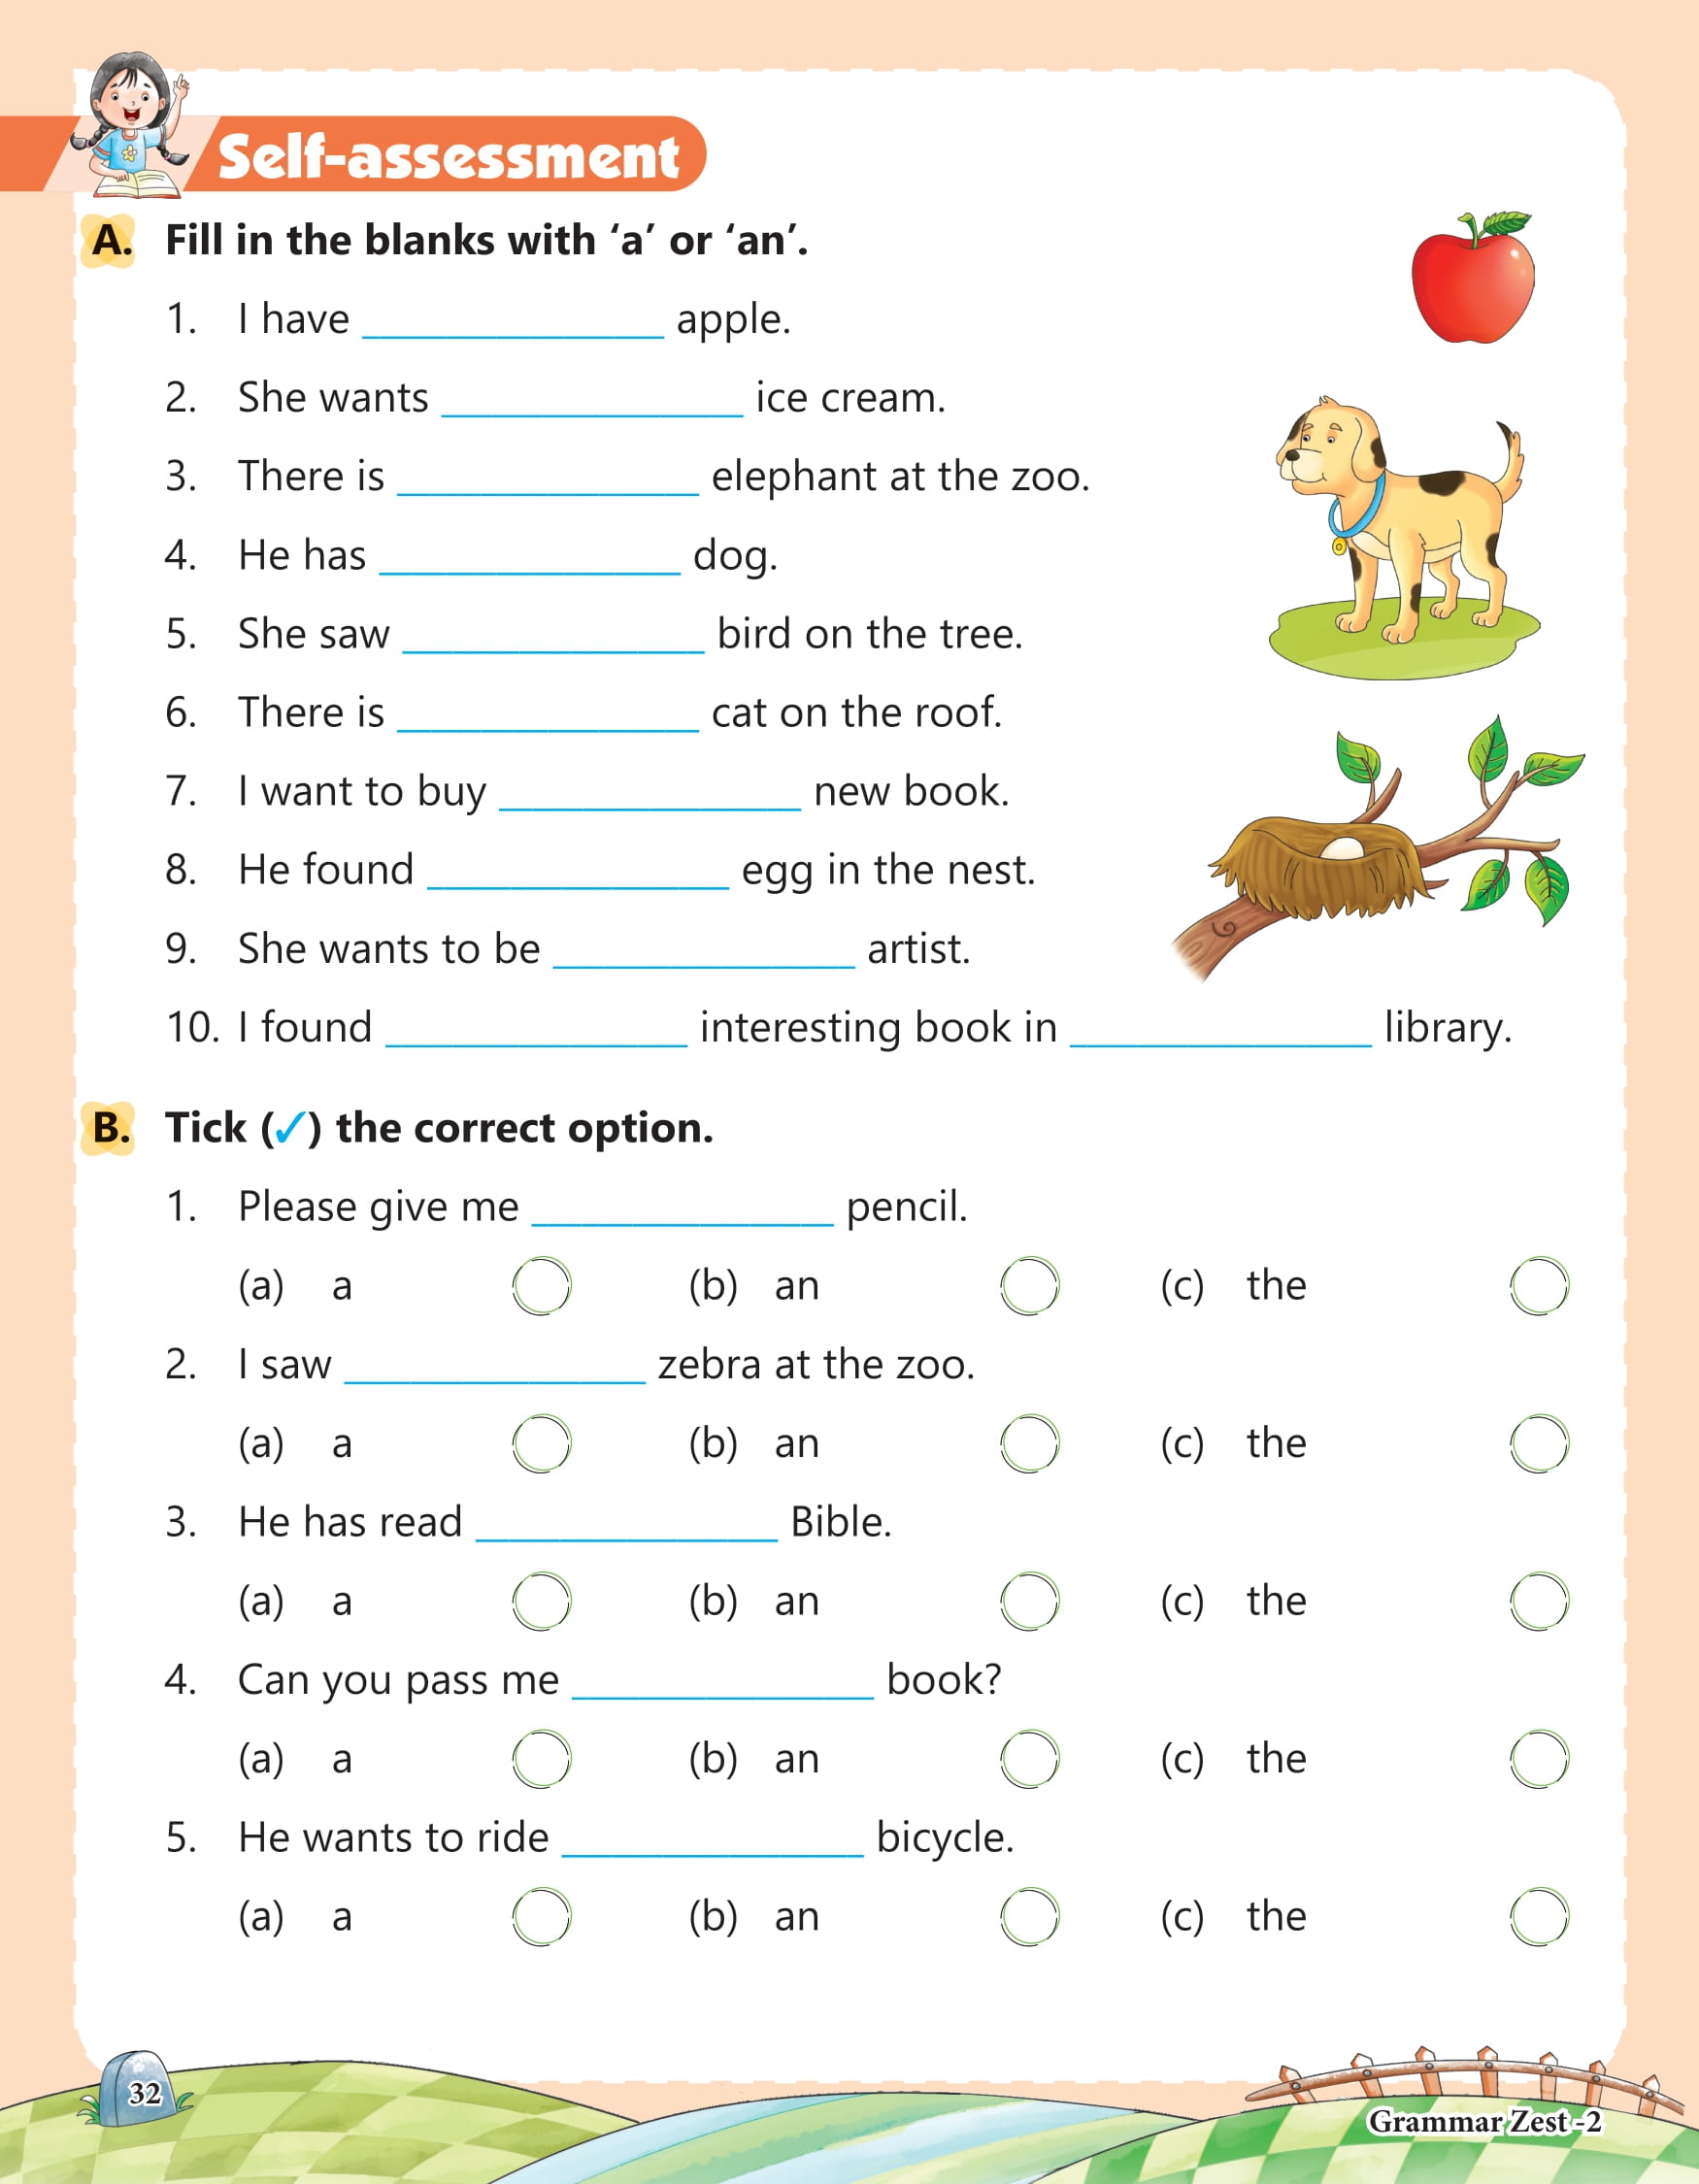 Self-assessment
A. Fill in the blanks with ‘a’ or ‘an’.
1. I have ______________ apple.
2. She wants ______________ ice cream.
3. There is ______________ elephant at the zoo.
4. He has ______________ dog.
5. She saw ______________ bird on the tree.
6. There is ______________ cat on the roof.
7. I want to buy ______________ new book.
8. He found ______________ egg in the nest.
9. She wants to be ______________ artist.
10. I found ______________ interesting book in ______________ library.
B. Tick (✓) the correct option.
1. Please give me ______________ pencil.
(a) a (b) an (c) the
2. I saw ______________ zebra at the zoo.
(a) a (b) an (c) the
3. He has read ______________ Bible.
(a) a (b) an (c) the
4. Can you pass me ______________ book?
(a) a (b) an (c) the
5. He wants to ride ______________ bicycle.
(a) a (b) an (c) the
32
Grammar Zest -2